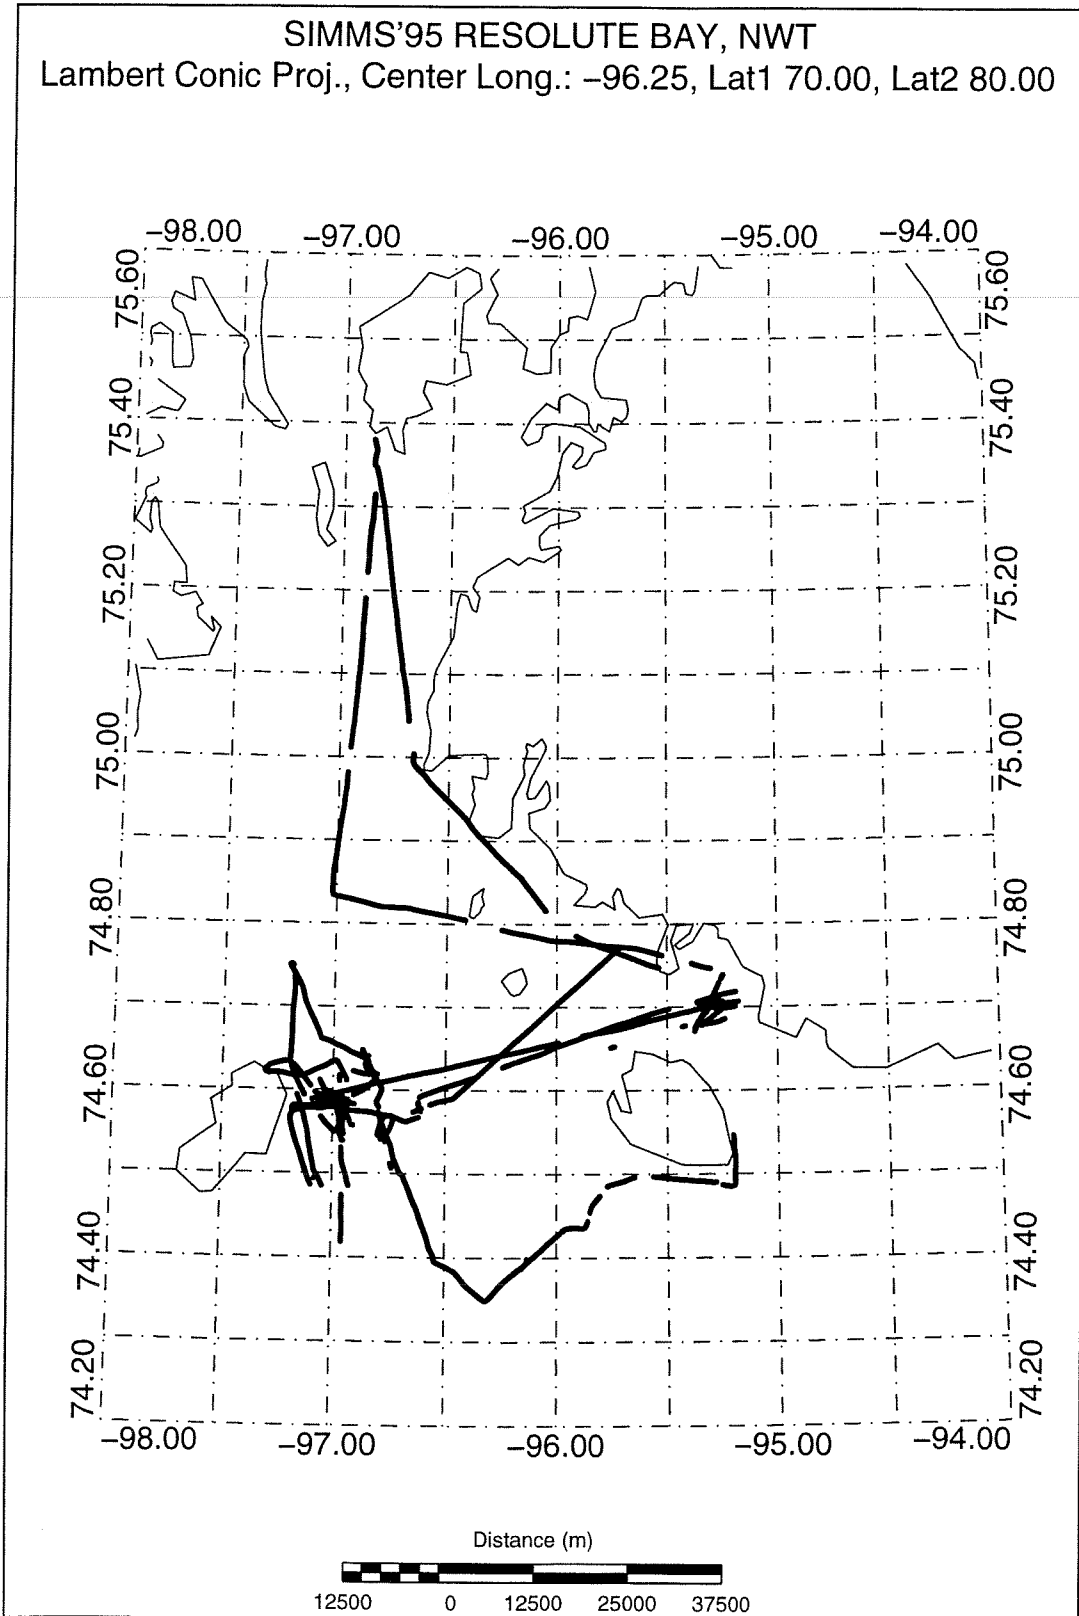 SIMMS'95 RESOLUTE BAY, NWT
Lambert Conic Proj., Center Long.: −96.25, Lat1 70.00, Lat2 80.00
−98.00 −97.00 −96.00 −95.00 −94.00
75.60 75.60
75.40 75.40
75.20 75.20
75.00 75.00
74.80 74.80
74.60 74.60
74.40 74.40
74.20 74.20
−98.00 −97.00 −96.00 −95.00 −94.00
Distance (m)
12500 0 12500 25000 37500